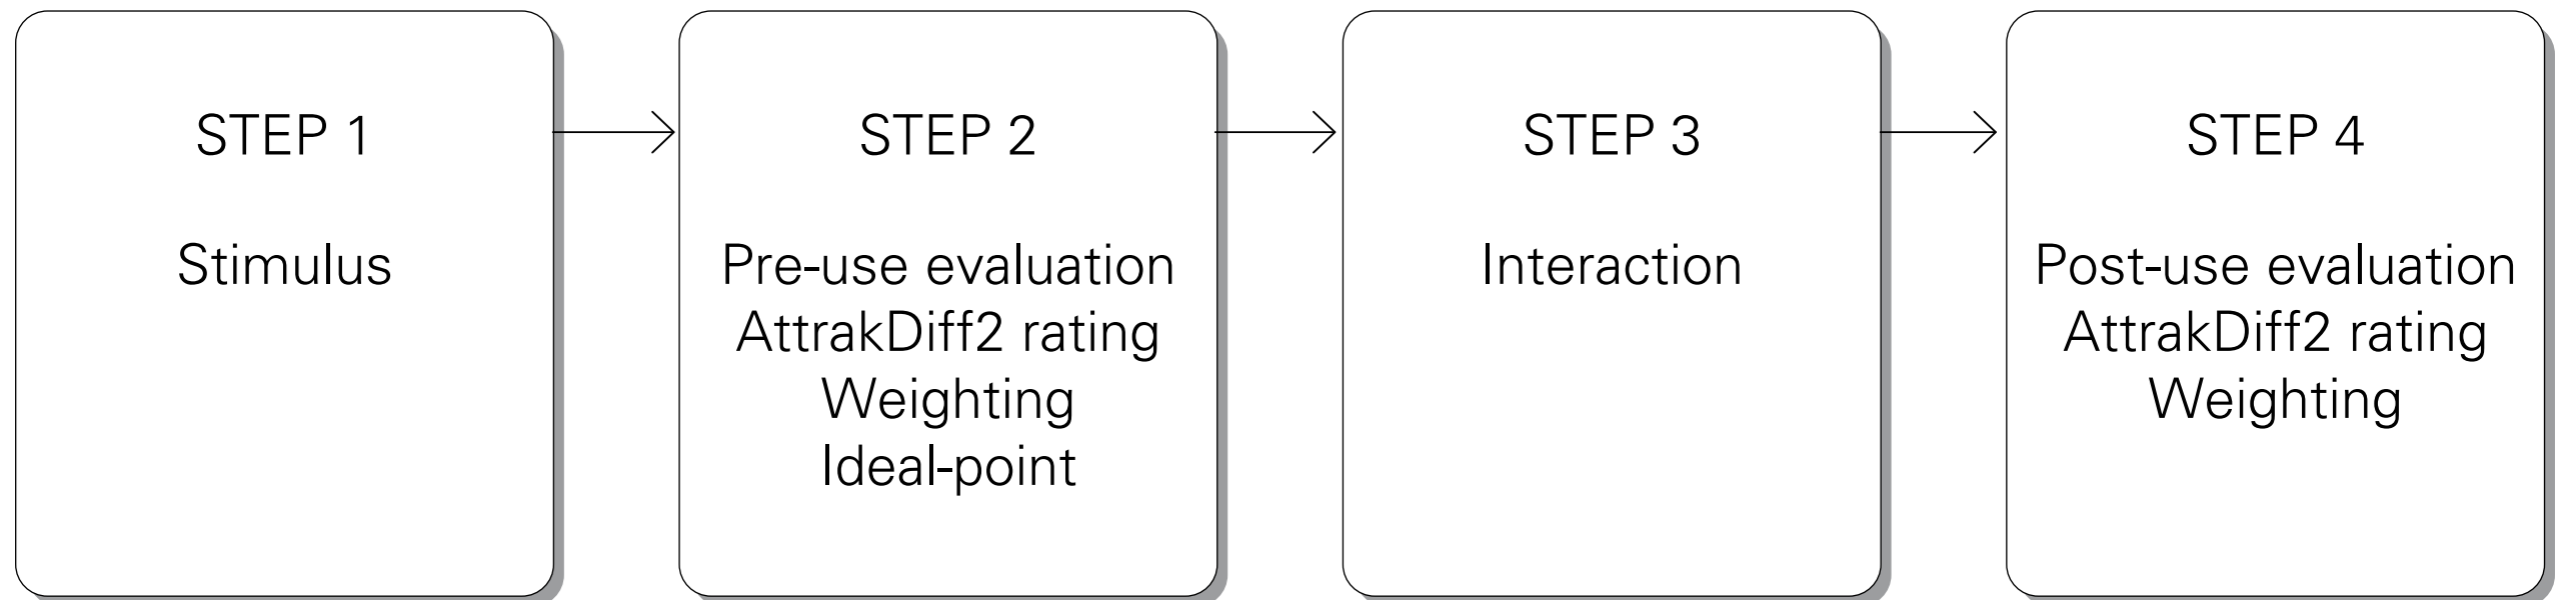 STEP 1
Stimulus
STEP 2
Pre-use evaluation
AttrakDiff2 rating
Weighting
Ideal-point
STEP 3
Interaction
STEP 4
Post-use evaluation
AttrakDiff2 rating
Weighting